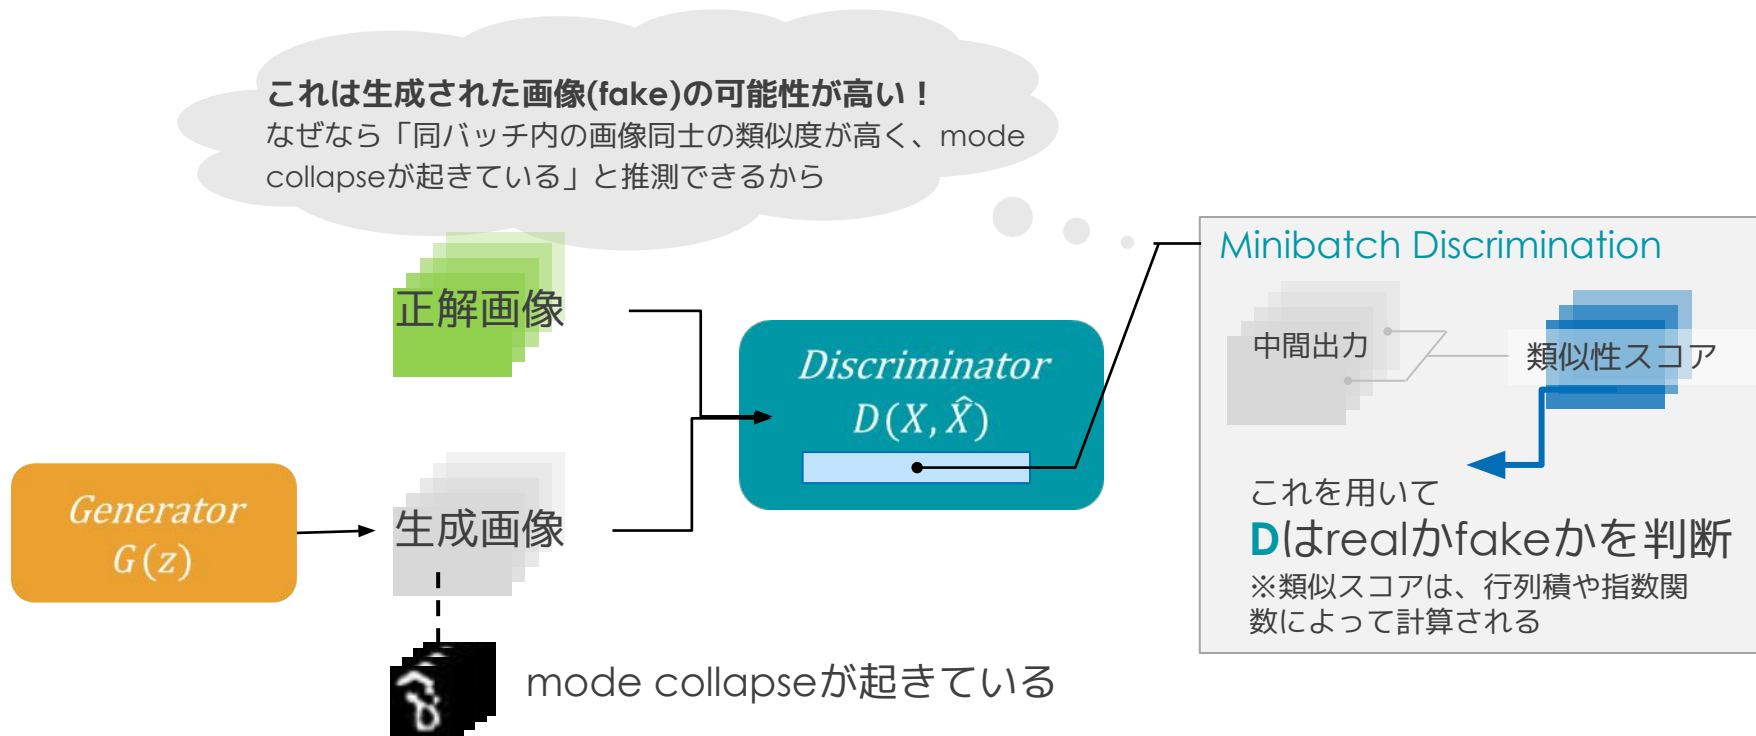 これは生成された画像(fake)の可能性が高い！
なぜなら「同バッチ内の画像同士の類似度が高く、mode
collapseが起きている」と推測できるから
正解画像
Generator
G(z)
生成画像
mode collapseが起きている
Discriminator
D(X, X̂)
Minibatch Discrimination
中間出力
類似性スコア
これを用いて
Dはrealかfakeかを判断
※類似スコアは、行列積や指数関
数によって計算される